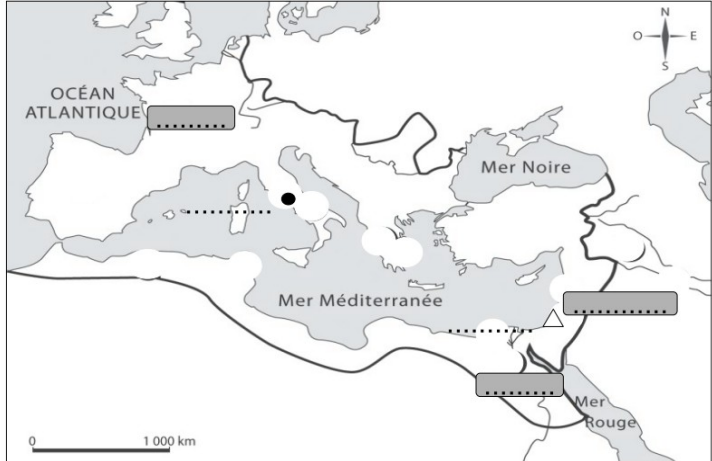 N
O E
S
OCÉAN
ATLANTIQUE
Mer Noire
Mer Méditerranée
Mer
Rouge
0 1 000 km